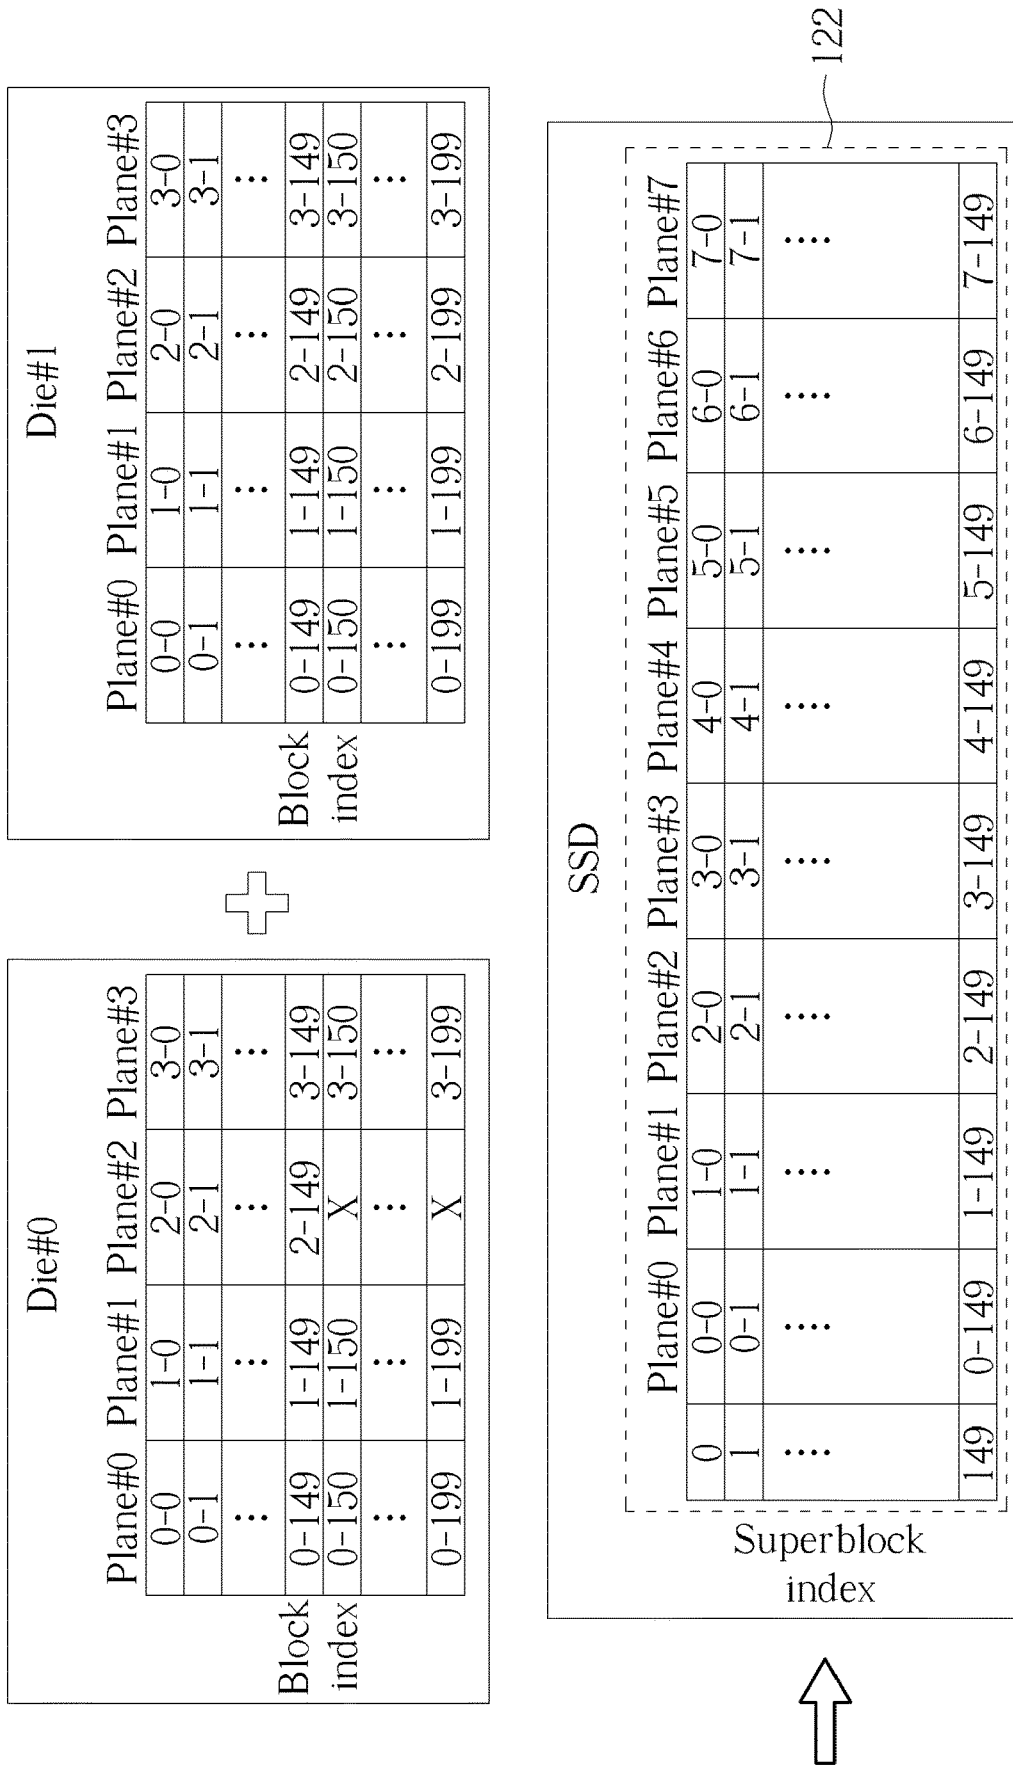 Die#0
Plane#0 Plane#1 Plane#2 Plane#3
0-0 1-0 2-0 3-0
0-1 1-1 2-1 3-1
... ... ... ...
Block 0-149 1-149 2-149 3-149
index 0-150 1-150 X 3-150
... ... ... ...
0-199 1-199 X 3-199
Die#1
Plane#0 Plane#1 Plane#2 Plane#3
0-0 1-0 2-0 3-0
0-1 1-1 2-1 3-1
... ... ... ...
Block 0-149 1-149 2-149 3-149
index 0-150 1-150 2-150 3-150
... ... ... ...
0-199 1-199 2-199 3-199
SSD
Plane#0 Plane#1 Plane#2 Plane#3 Plane#4 Plane#5 Plane#6 Plane#7
0 0-0 1-0 2-0 3-0 4-0 5-0 6-0 7-0
1 0-1 1-1 2-1 3-1 4-1 5-1 6-1 7-1
.... .... .... .... .... .... .... .... ....
149 0-149 1-149 2-149 3-149 4-149 5-149 6-149 7-149
Superblock
index
122